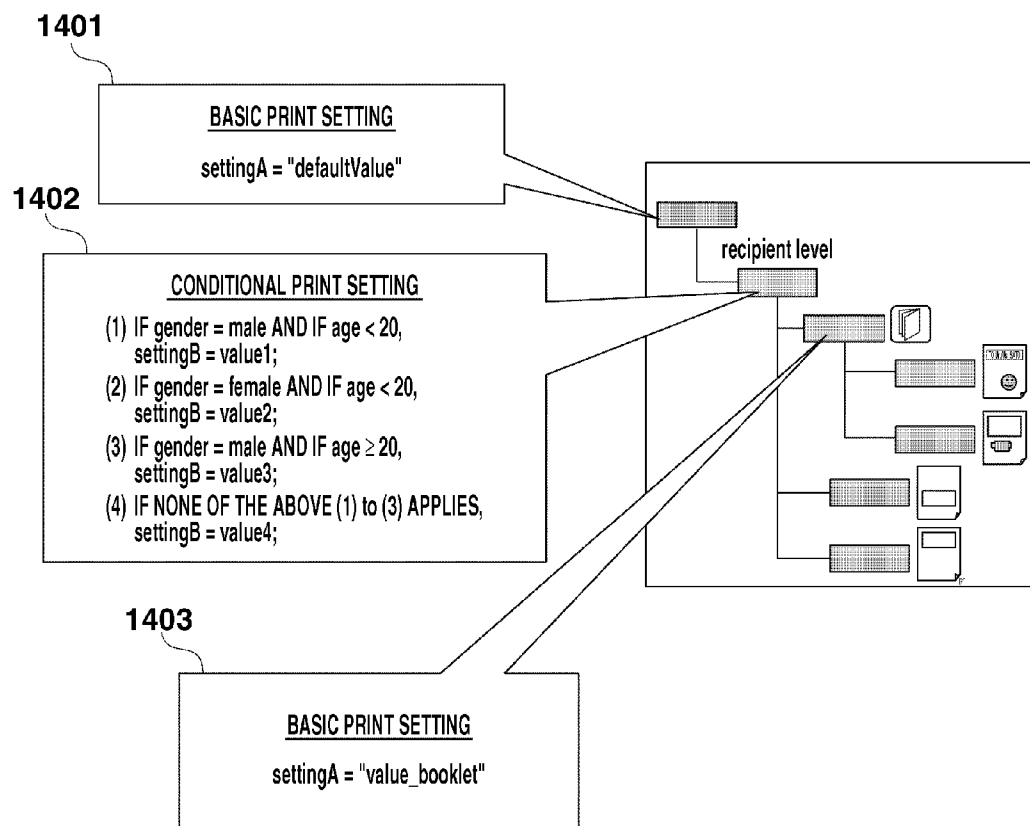 1401
BASIC PRINT SETTING
settingA = "defaultValue"
1402
recipient level
CONDITIONAL PRINT SETTING
(1) IF gender = male AND IF age < 20,
settingB = value1;
(2) IF gender = female AND IF age < 20,
settingB = value2;
(3) IF gender = male AND IF age ≥ 20,
settingB = value3;
(4) IF NONE OF THE ABOVE (1) to (3) APPLIES,
settingB = value4;
1403
BASIC PRINT SETTING
settingA = "value_booklet"